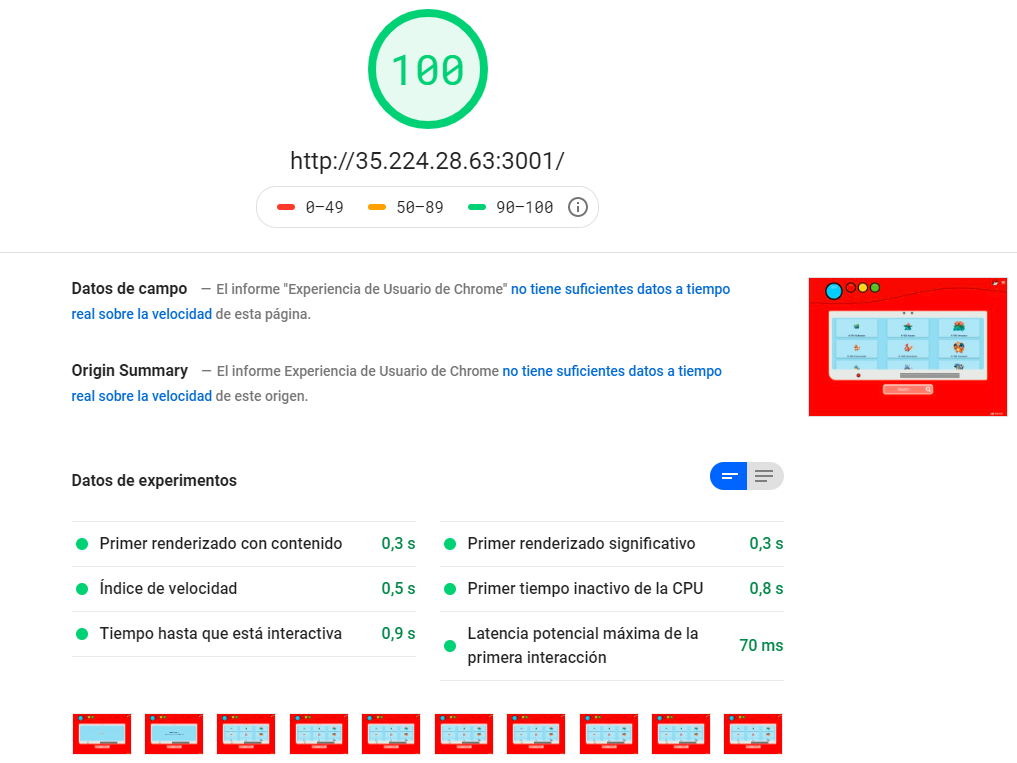 100
http://35.224.28.63:3001/
0–49 50–89 90–100
Datos de campo — El informe "Experiencia de Usuario de Chrome" no tiene suficientes datos a tiempo
real sobre la velocidad de esta página.
Origin Summary — El informe Experiencia de Usuario de Chrome no tiene suficientes datos a tiempo
real sobre la velocidad de este origen.
Datos de experimentos
Primer renderizado con contenido 0,3 s
Primer renderizado significativo 0,3 s
Índice de velocidad 0,5 s
Primer tiempo inactivo de la CPU 0,8 s
Tiempo hasta que está interactiva 0,9 s
Latencia potencial máxima de la
primera interacción 70 ms